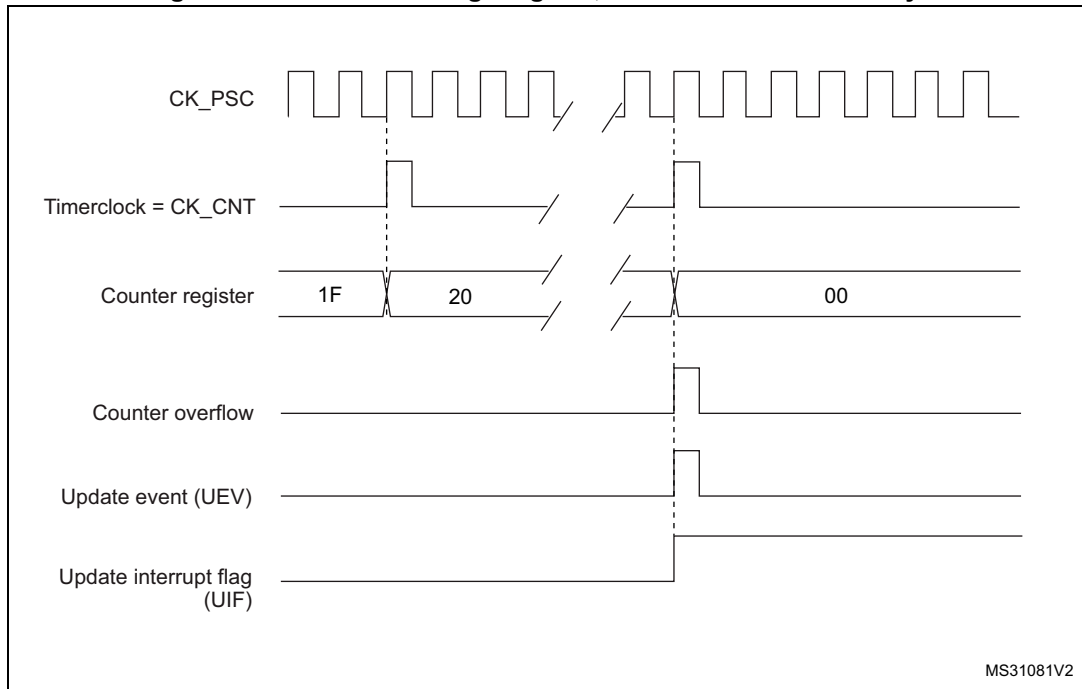 CK_PSC
Timerclock = CK_CNT
Counter register
1F
20
00
Counter overflow
Update event (UEV)
Update interrupt flag
(UIF)
MS31081V2